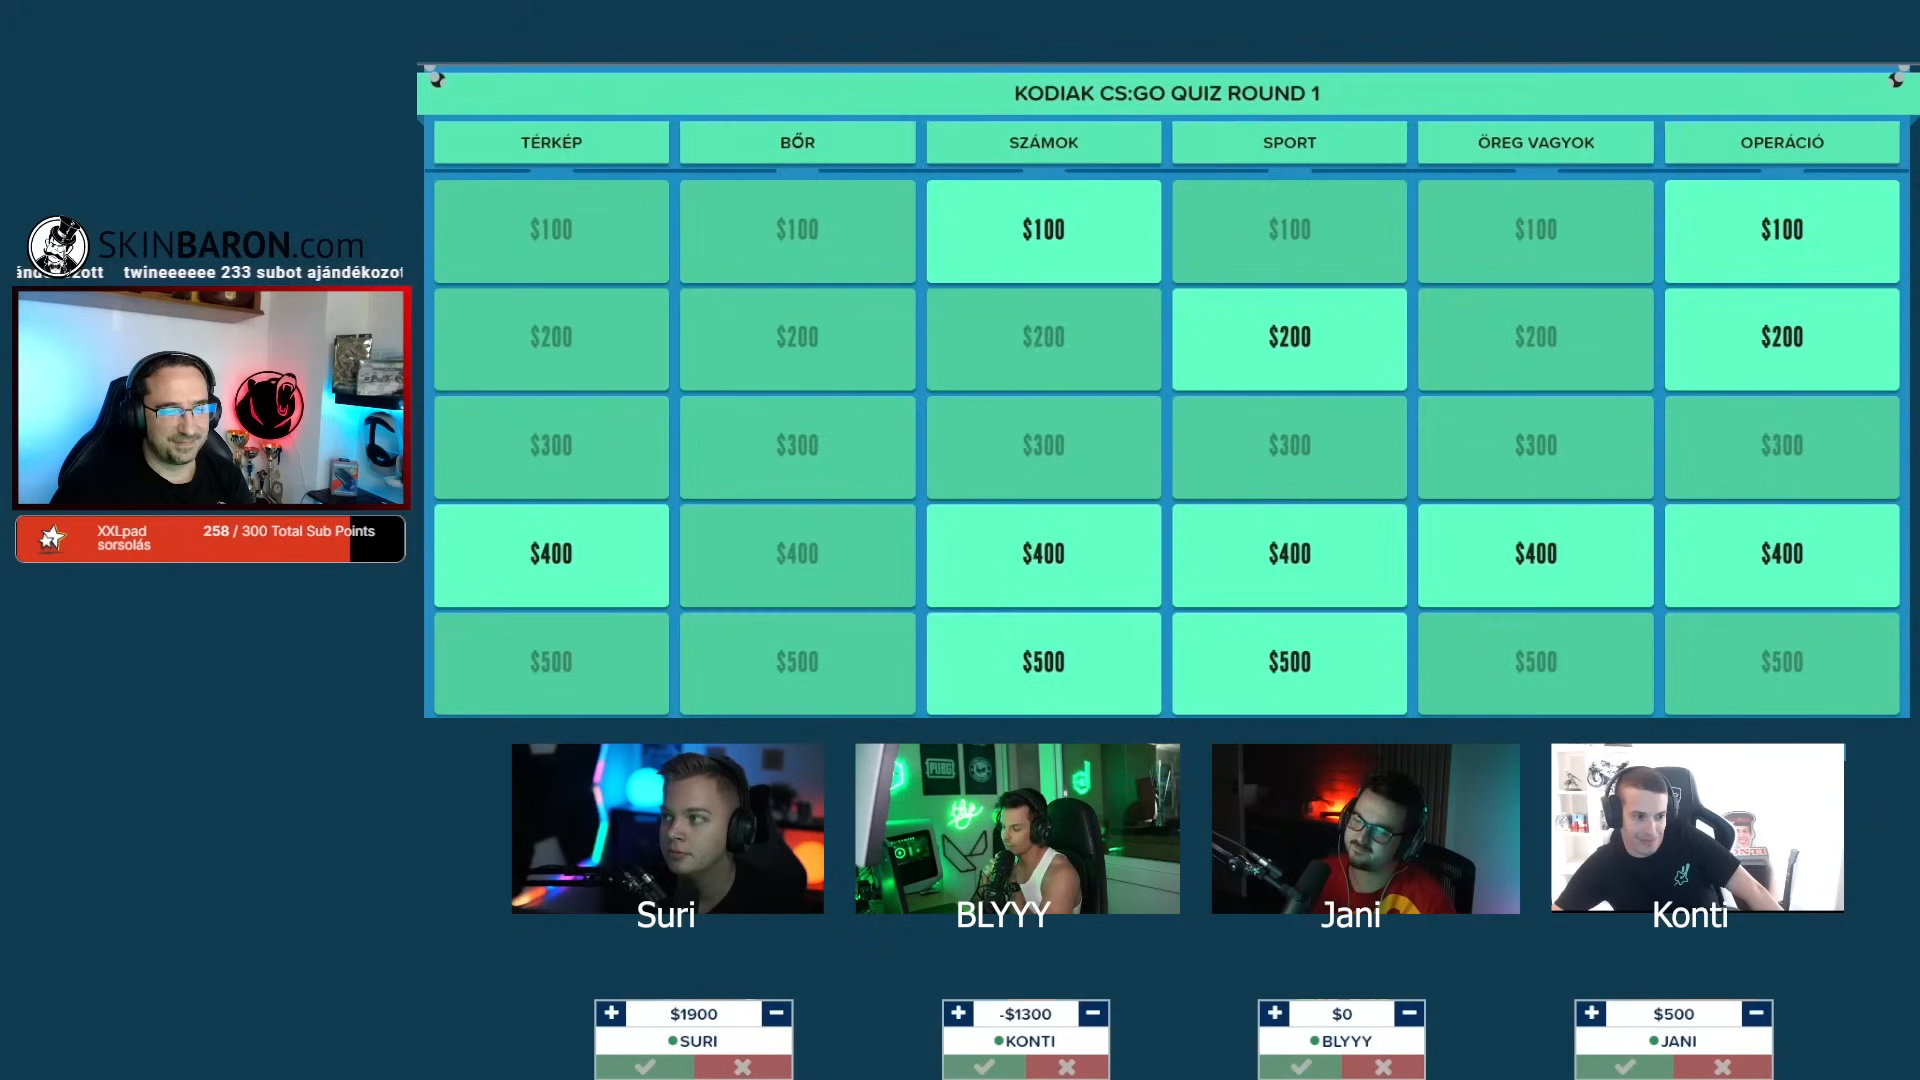 KODIAK CS:GO QUIZ ROUND 1
TÉRKÉP BŐR SZÁMOK SPORT ÖREG VAGYOK OPERÁCIÓ
$100 $100 $100 $100 $100 $100
$200 $200 $200 $200 $200 $200
$300 $300 $300 $300 $300 $300
$400 $400 $400 $400 $400 $400
$500 $500 $500 $500 $500 $500
SKINBARON.com
twineeeeee 233 subot ajándékozot
XXLpad
sorsolás
258 / 300 Total Sub Points
PUBG
Suri BLYYY Jani Konti
+ $1900 − + -$1300 − + $0 − + $500 −
SURI KONTI BLYYY JANI